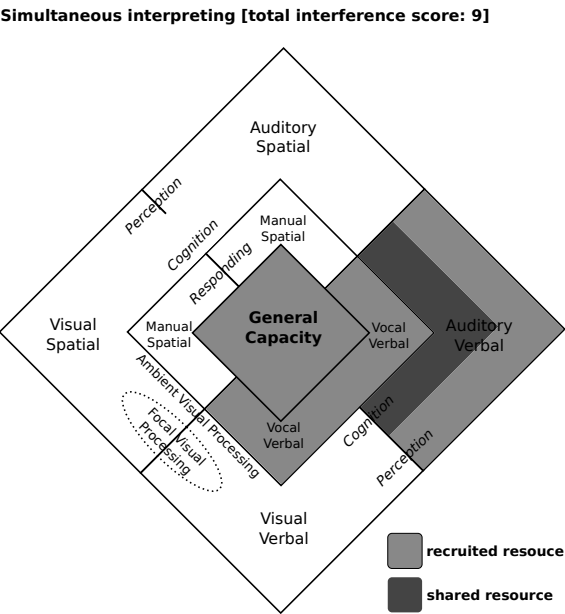 Simultaneous interpreting [total interference score: 9]
Auditory
Spatial
Perception
Manual
Spatial
Cognition
Responding
General
Capacity
Visual
Spatial
Manual
Spatial
Vocal
Verbal
Auditory
Verbal
Ambient Visual Processing
Focal Visual
Processing
Vocal
Verbal
Cognition
Perception
Visual
Verbal
recruited resouce
shared resource